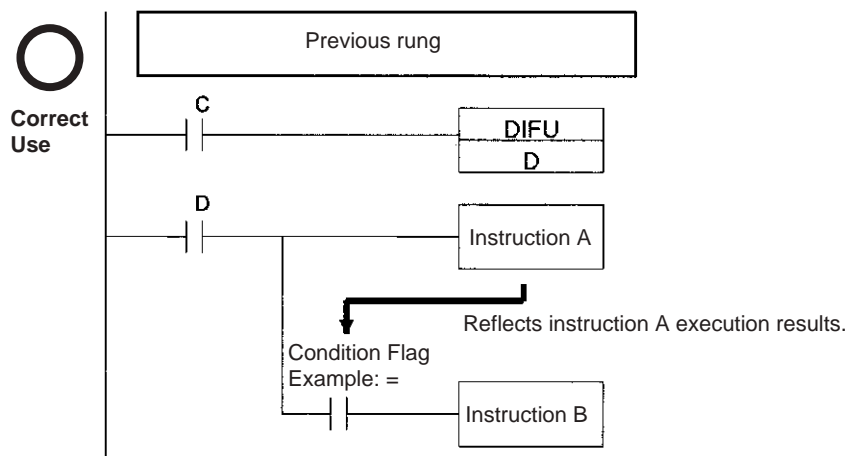 Previous rung
Correct
Use
C
DIFU
D
D
Instruction A
Reflects instruction A execution results.
Condition Flag
Example: =
Instruction B